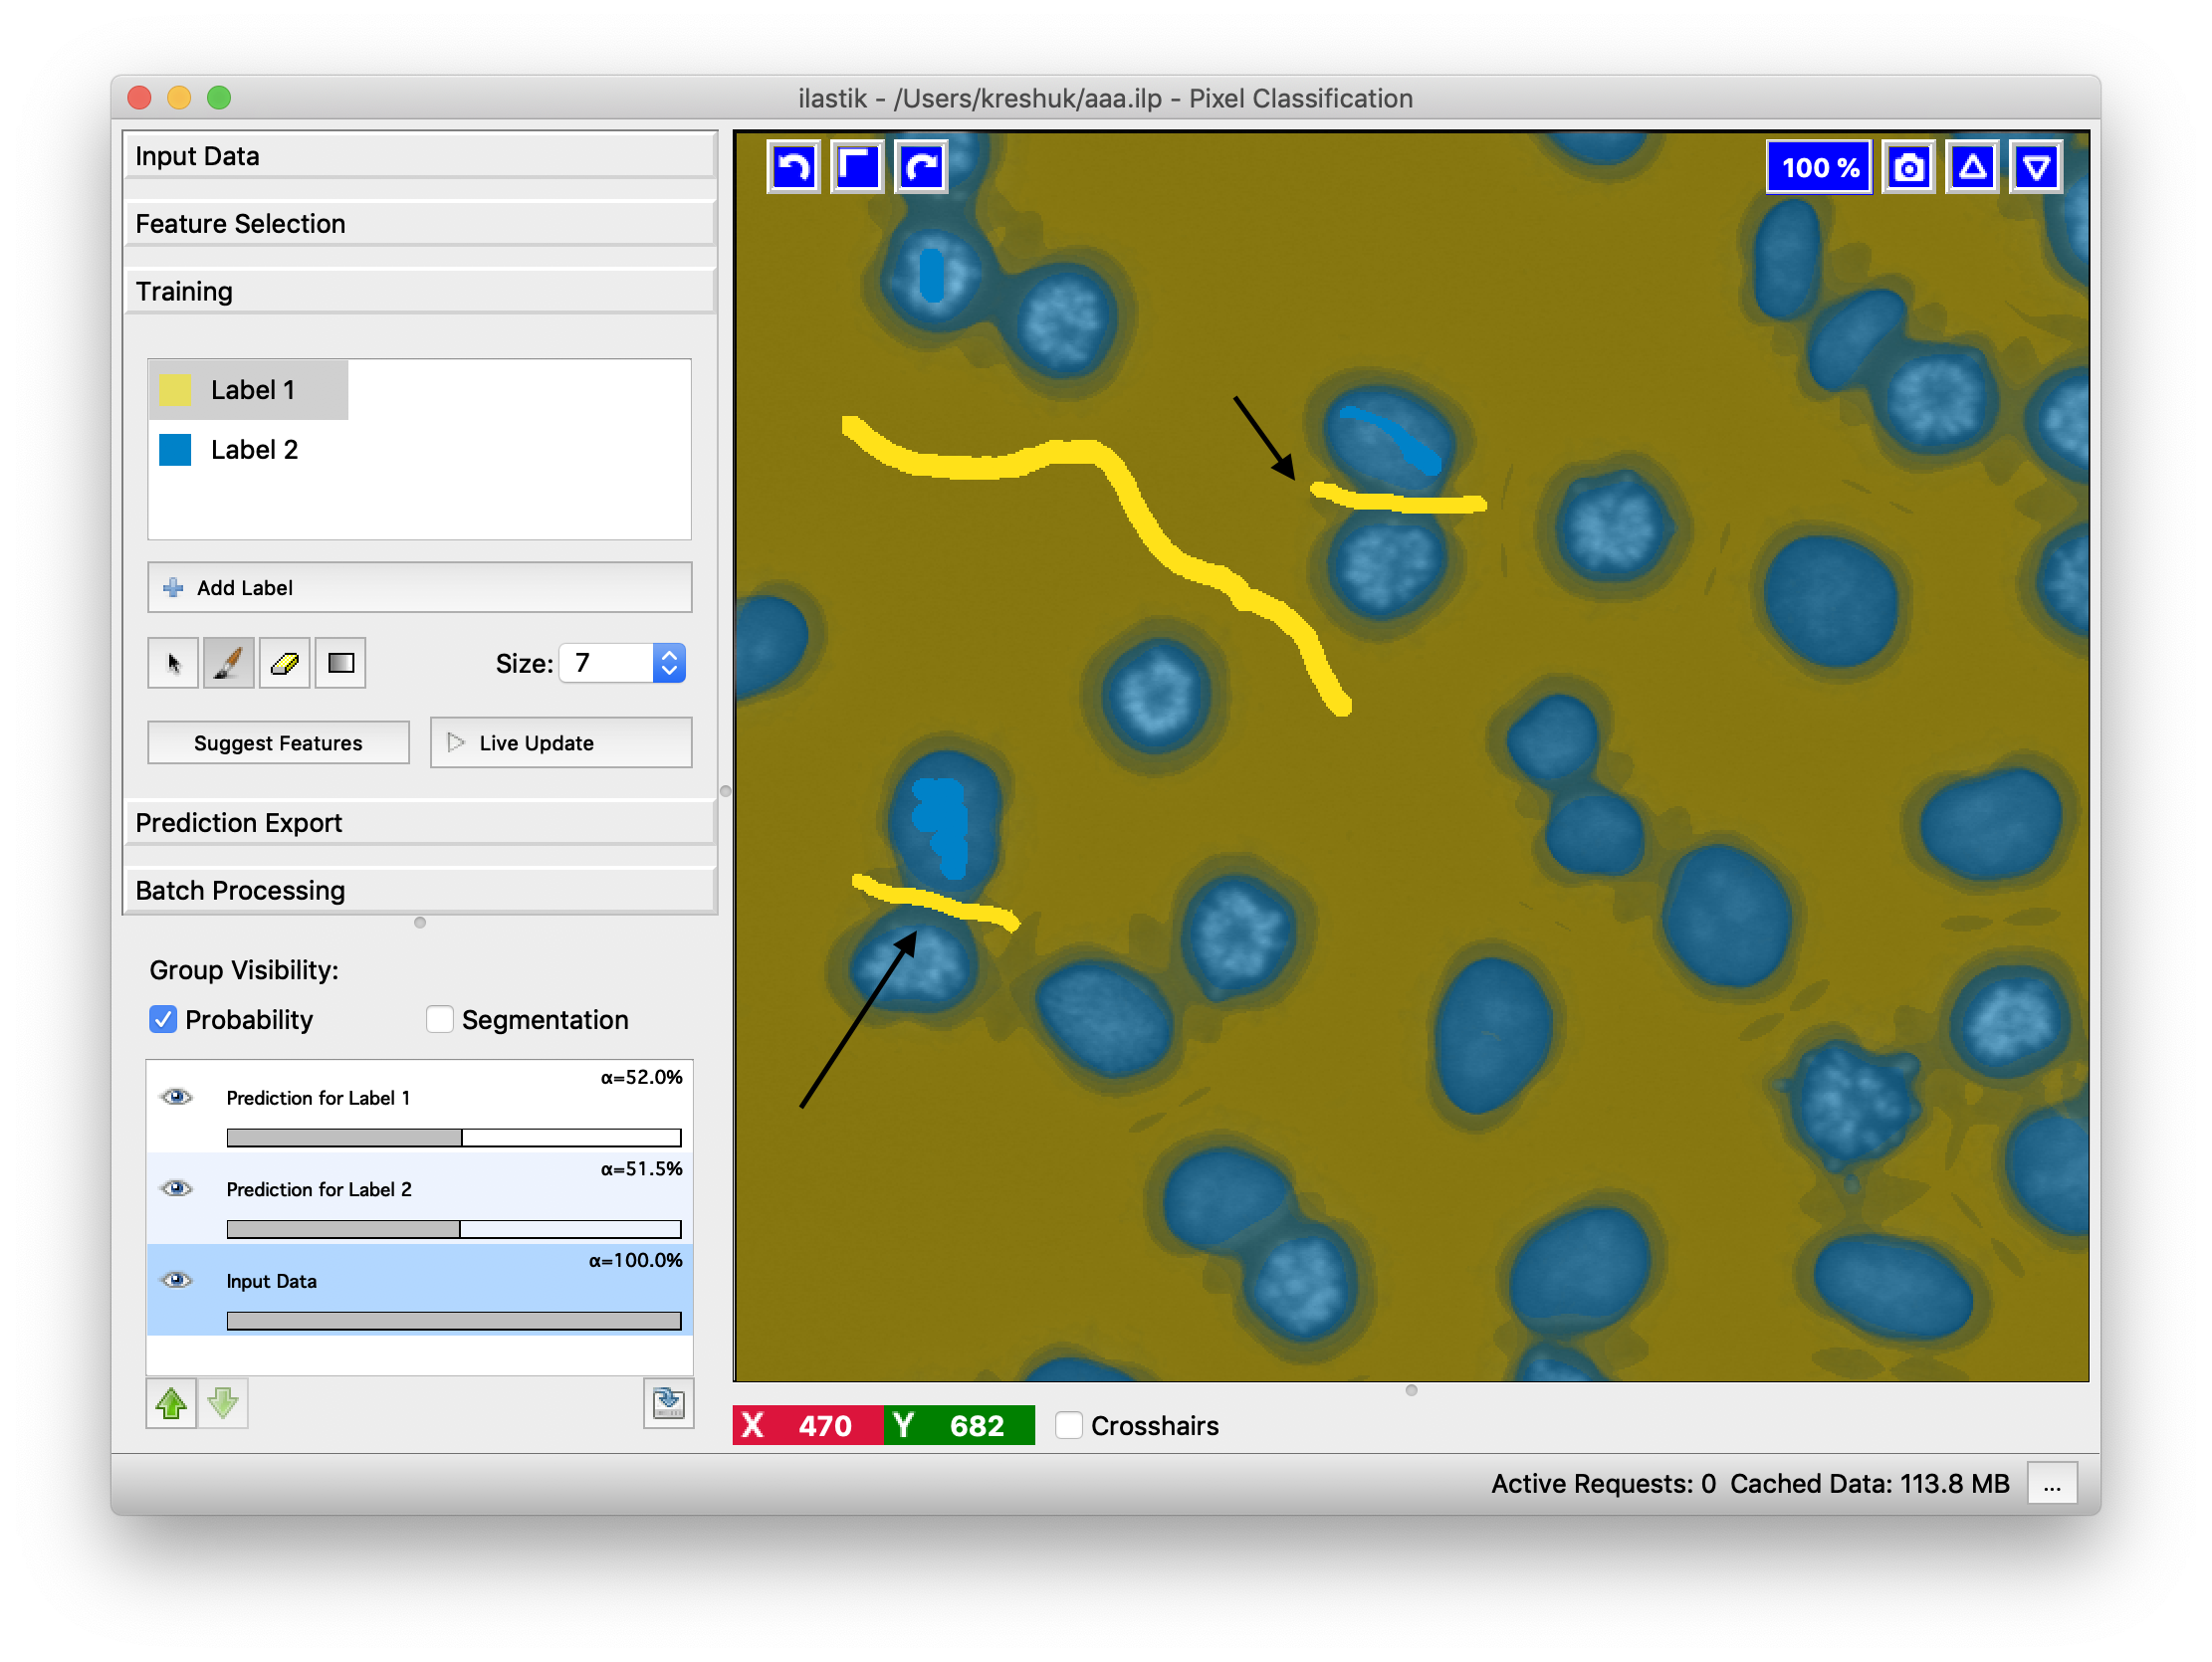 ilastik - /Users/kreshuk/aaa.ilp - Pixel Classification
Input Data
Feature Selection
Training
Label 1
Label 2
Add Label
Size: 7
Suggest Features
Live Update
Prediction Export
Batch Processing
Group Visibility:
Probability
Segmentation
α=52.0%
Prediction for Label 1
α=51.5%
Prediction for Label 2
α=100.0%
Input Data
100 %
X 470 Y 682
Crosshairs
Active Requests: 0 Cached Data: 113.8 MB
...